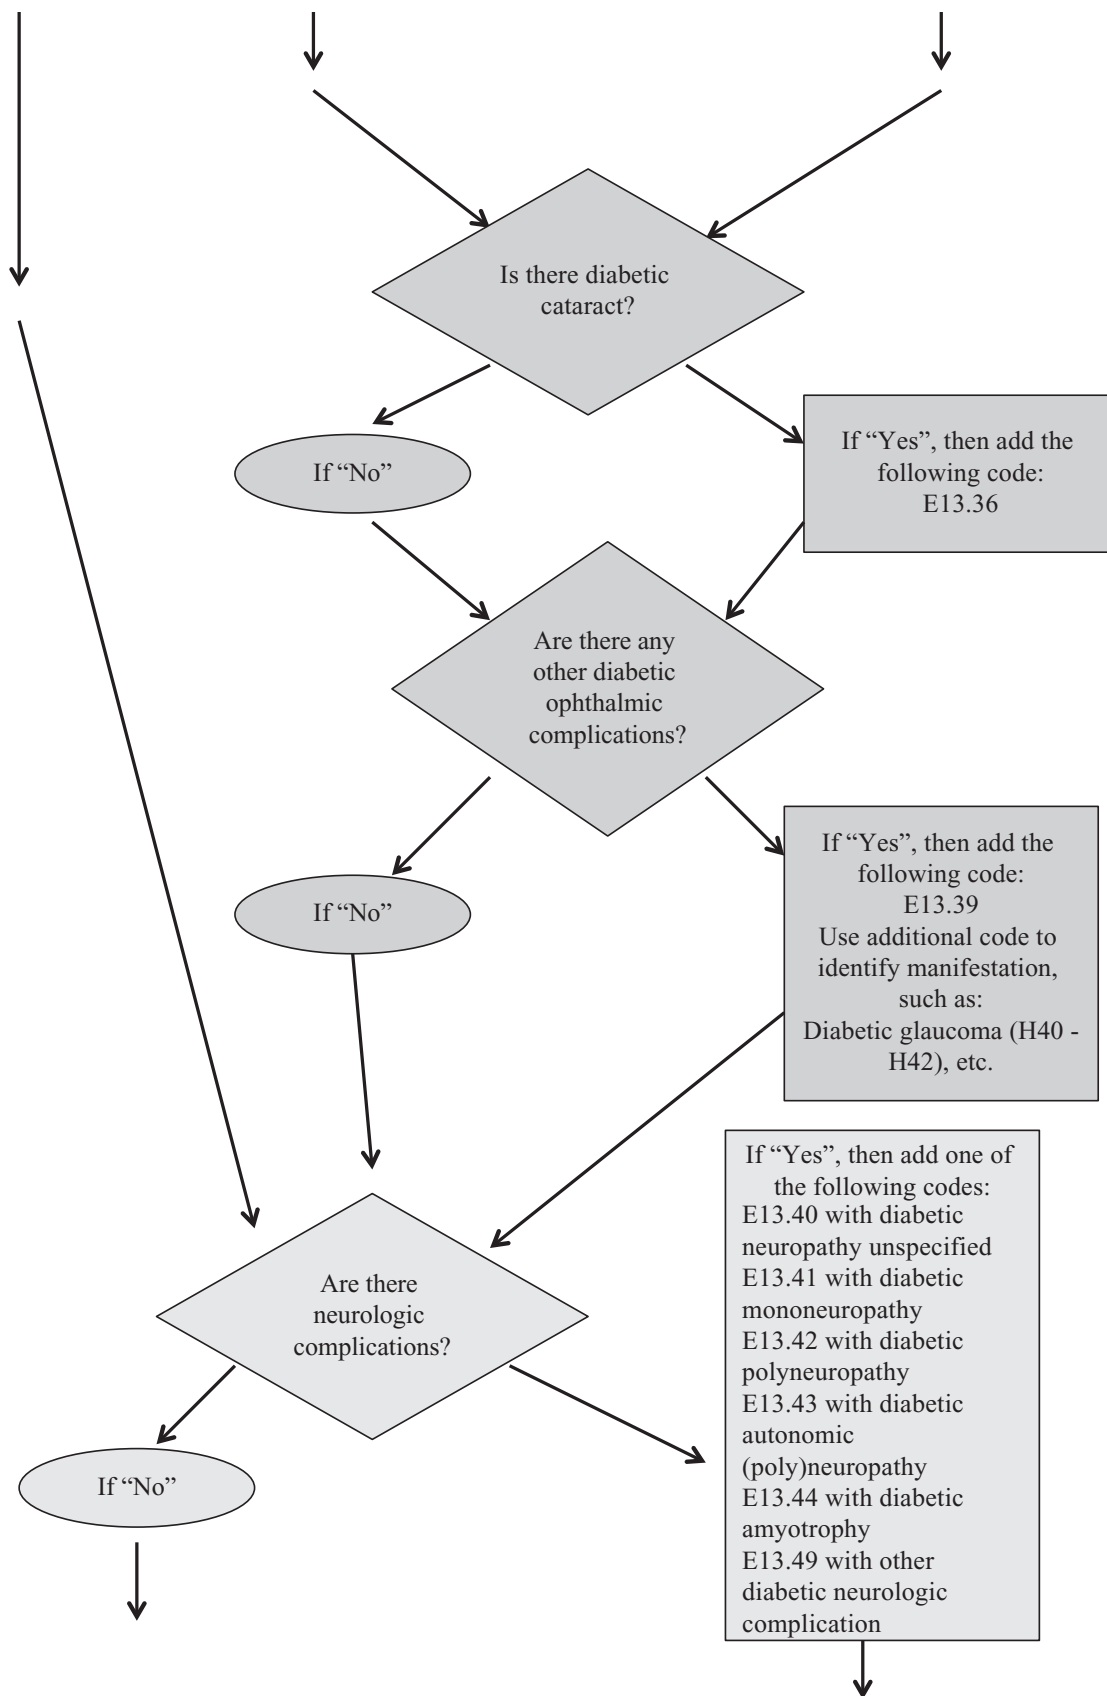 Is there diabetic
cataract?
If “No”
If “Yes”, then add the
following code:
E13.36
Are there any
other diabetic
ophthalmic
complications?
If “No”
If “Yes”, then add the
following code:
E13.39
Use additional code to
identify manifestation,
such as:
Diabetic glaucoma (H40 -
H42), etc.
Are there
neurologic
complications?
If “No”
If “Yes”, then add one of
the following codes:
E13.40 with diabetic
neuropathy unspecified
E13.41 with diabetic
mononeuropathy
E13.42 with diabetic
polyneuropathy
E13.43 with diabetic
autonomic
(poly)neuropathy
E13.44 with diabetic
amyotrophy
E13.49 with other
diabetic neurologic
complication